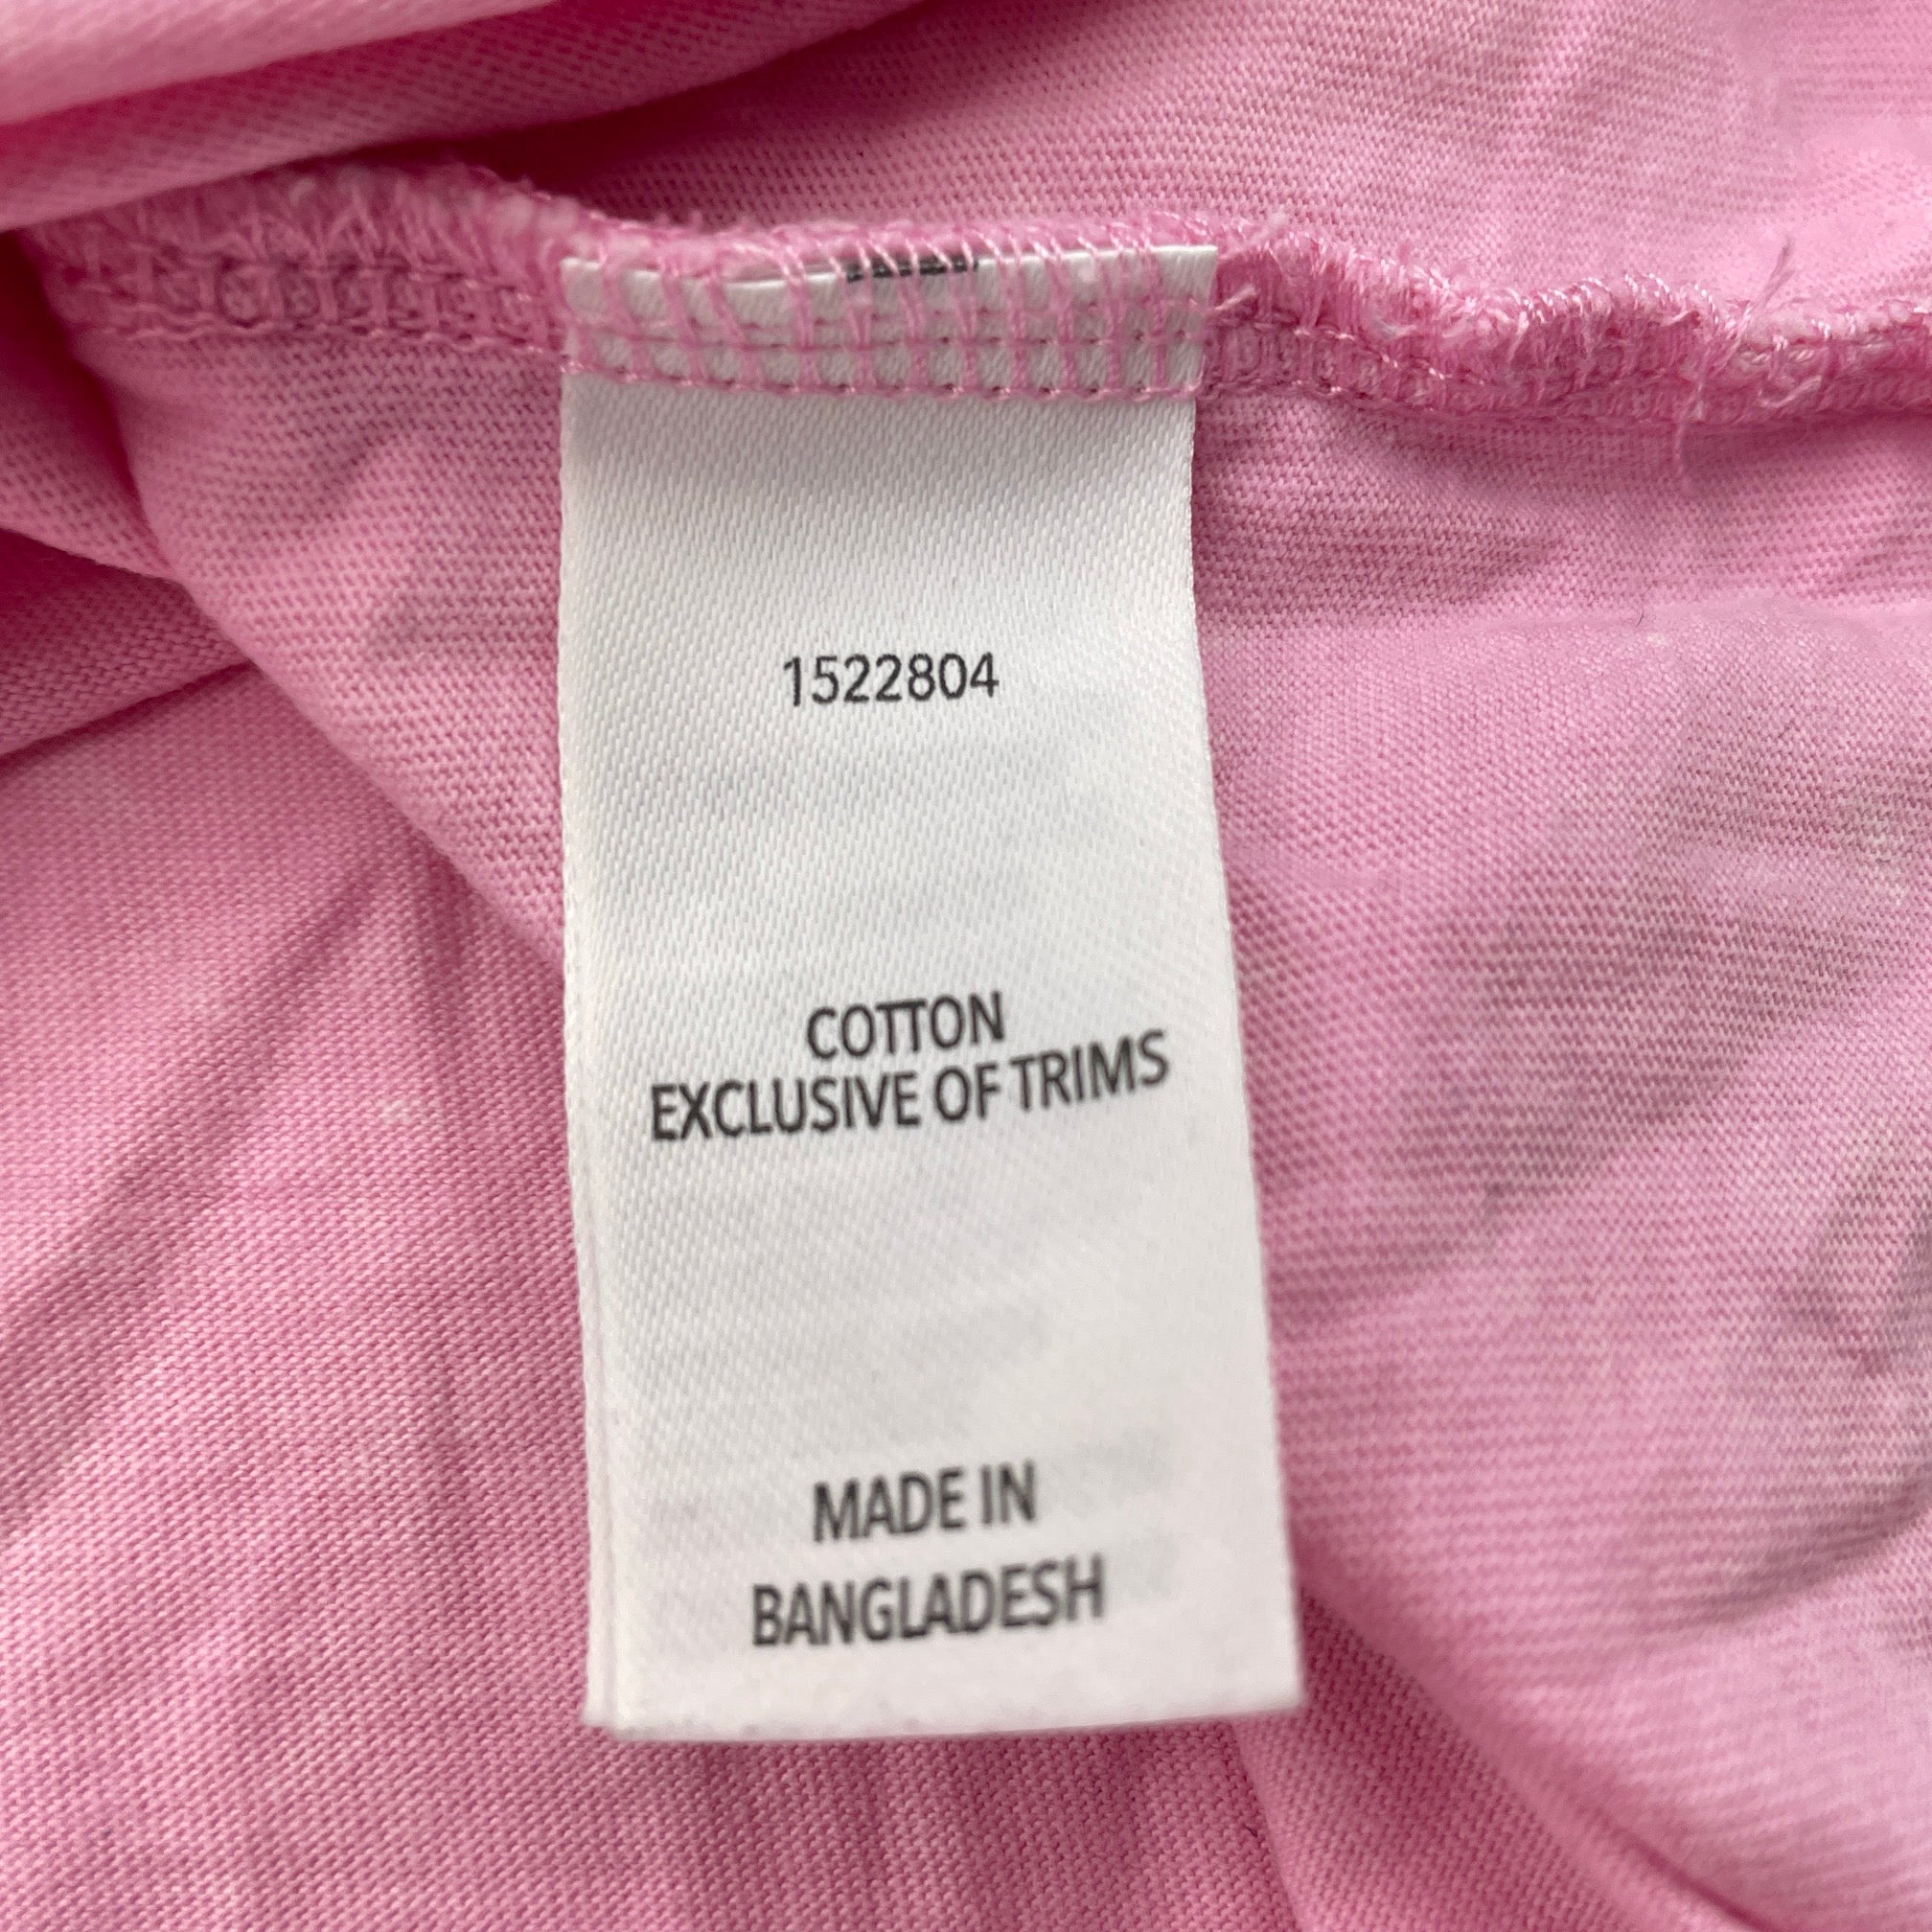 1522804
COTTON
EXCLUSIVE OF TRIMS
MADE IN
BANGLADESH